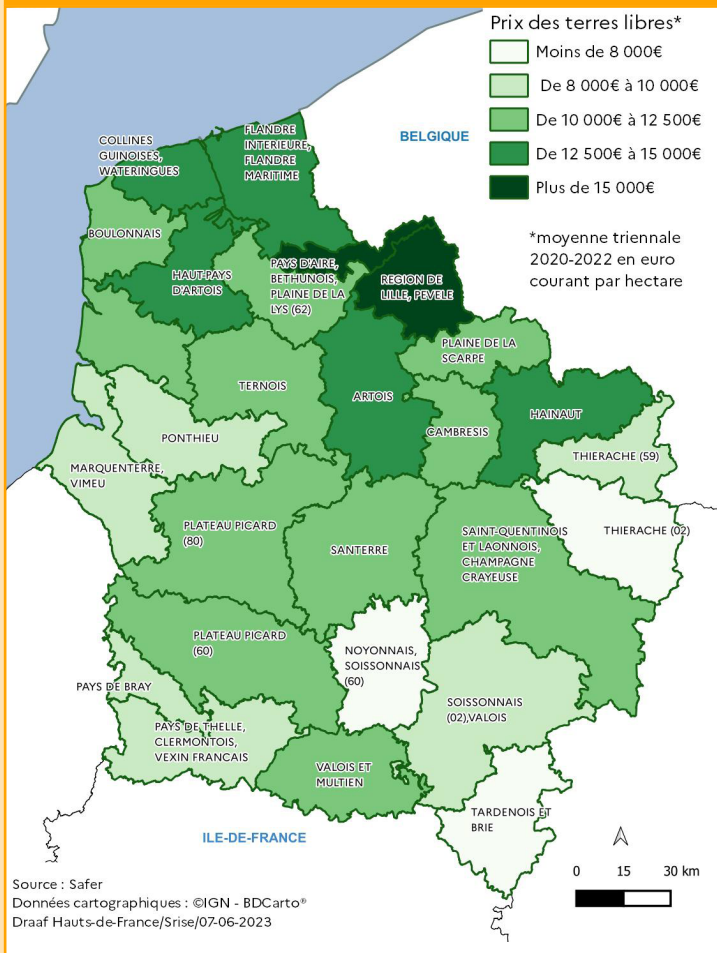 Prix des terres libres*
Moins de 8 000€
De 8 000€ à 10 000€
De 10 000€ à 12 500€
De 12 500€ à 15 000€
Plus de 15 000€
*moyenne triennale
2020-2022 en euro
courant par hectare
BELGIQUE
COLLINES
GUINOISES,
WATERINGUES
FLANDRE
INTERIEURE,
FLANDRE
MARITIME
BOULONNAIS
HAUT-PAYS
D'ARTOIS
PAYS D'AIRE,
BETHUNOIS,
PLAINE DE LA
LYS (62)
REGION DE
LILLE, PEVELE
PLAINE DE LA
SCARPE
TERNOIS
ARTOIS
HAINAUT
CAMBRESIS
PONTHIEU
THIERACHE (59)
MARQUENTERRE,
VIMEU
PLATEAU PICARD
(80)
SANTERRE
SAINT-QUENTINOIS
ET LAONNOIS,
CHAMPAGNE
CRAYEUSE
THIERACHE (02)
PLATEAU PICARD
(60)
NOYONNAIS,
SOISSONNAIS
(60)
PAYS DE BRAY
SOISSONNAIS
(02),VALOIS
PAYS DE THELLE,
CLERMONTOIS,
VEXIN FRANCAIS
VALOIS ET
MULTIEN
TARDENOIS ET
BRIE
ILE-DE-FRANCE
0 15 30 km
Source : Safer
Données cartographiques : ©IGN - BDCarto®
Draaf Hauts-de-France/Srise/07-06-2023